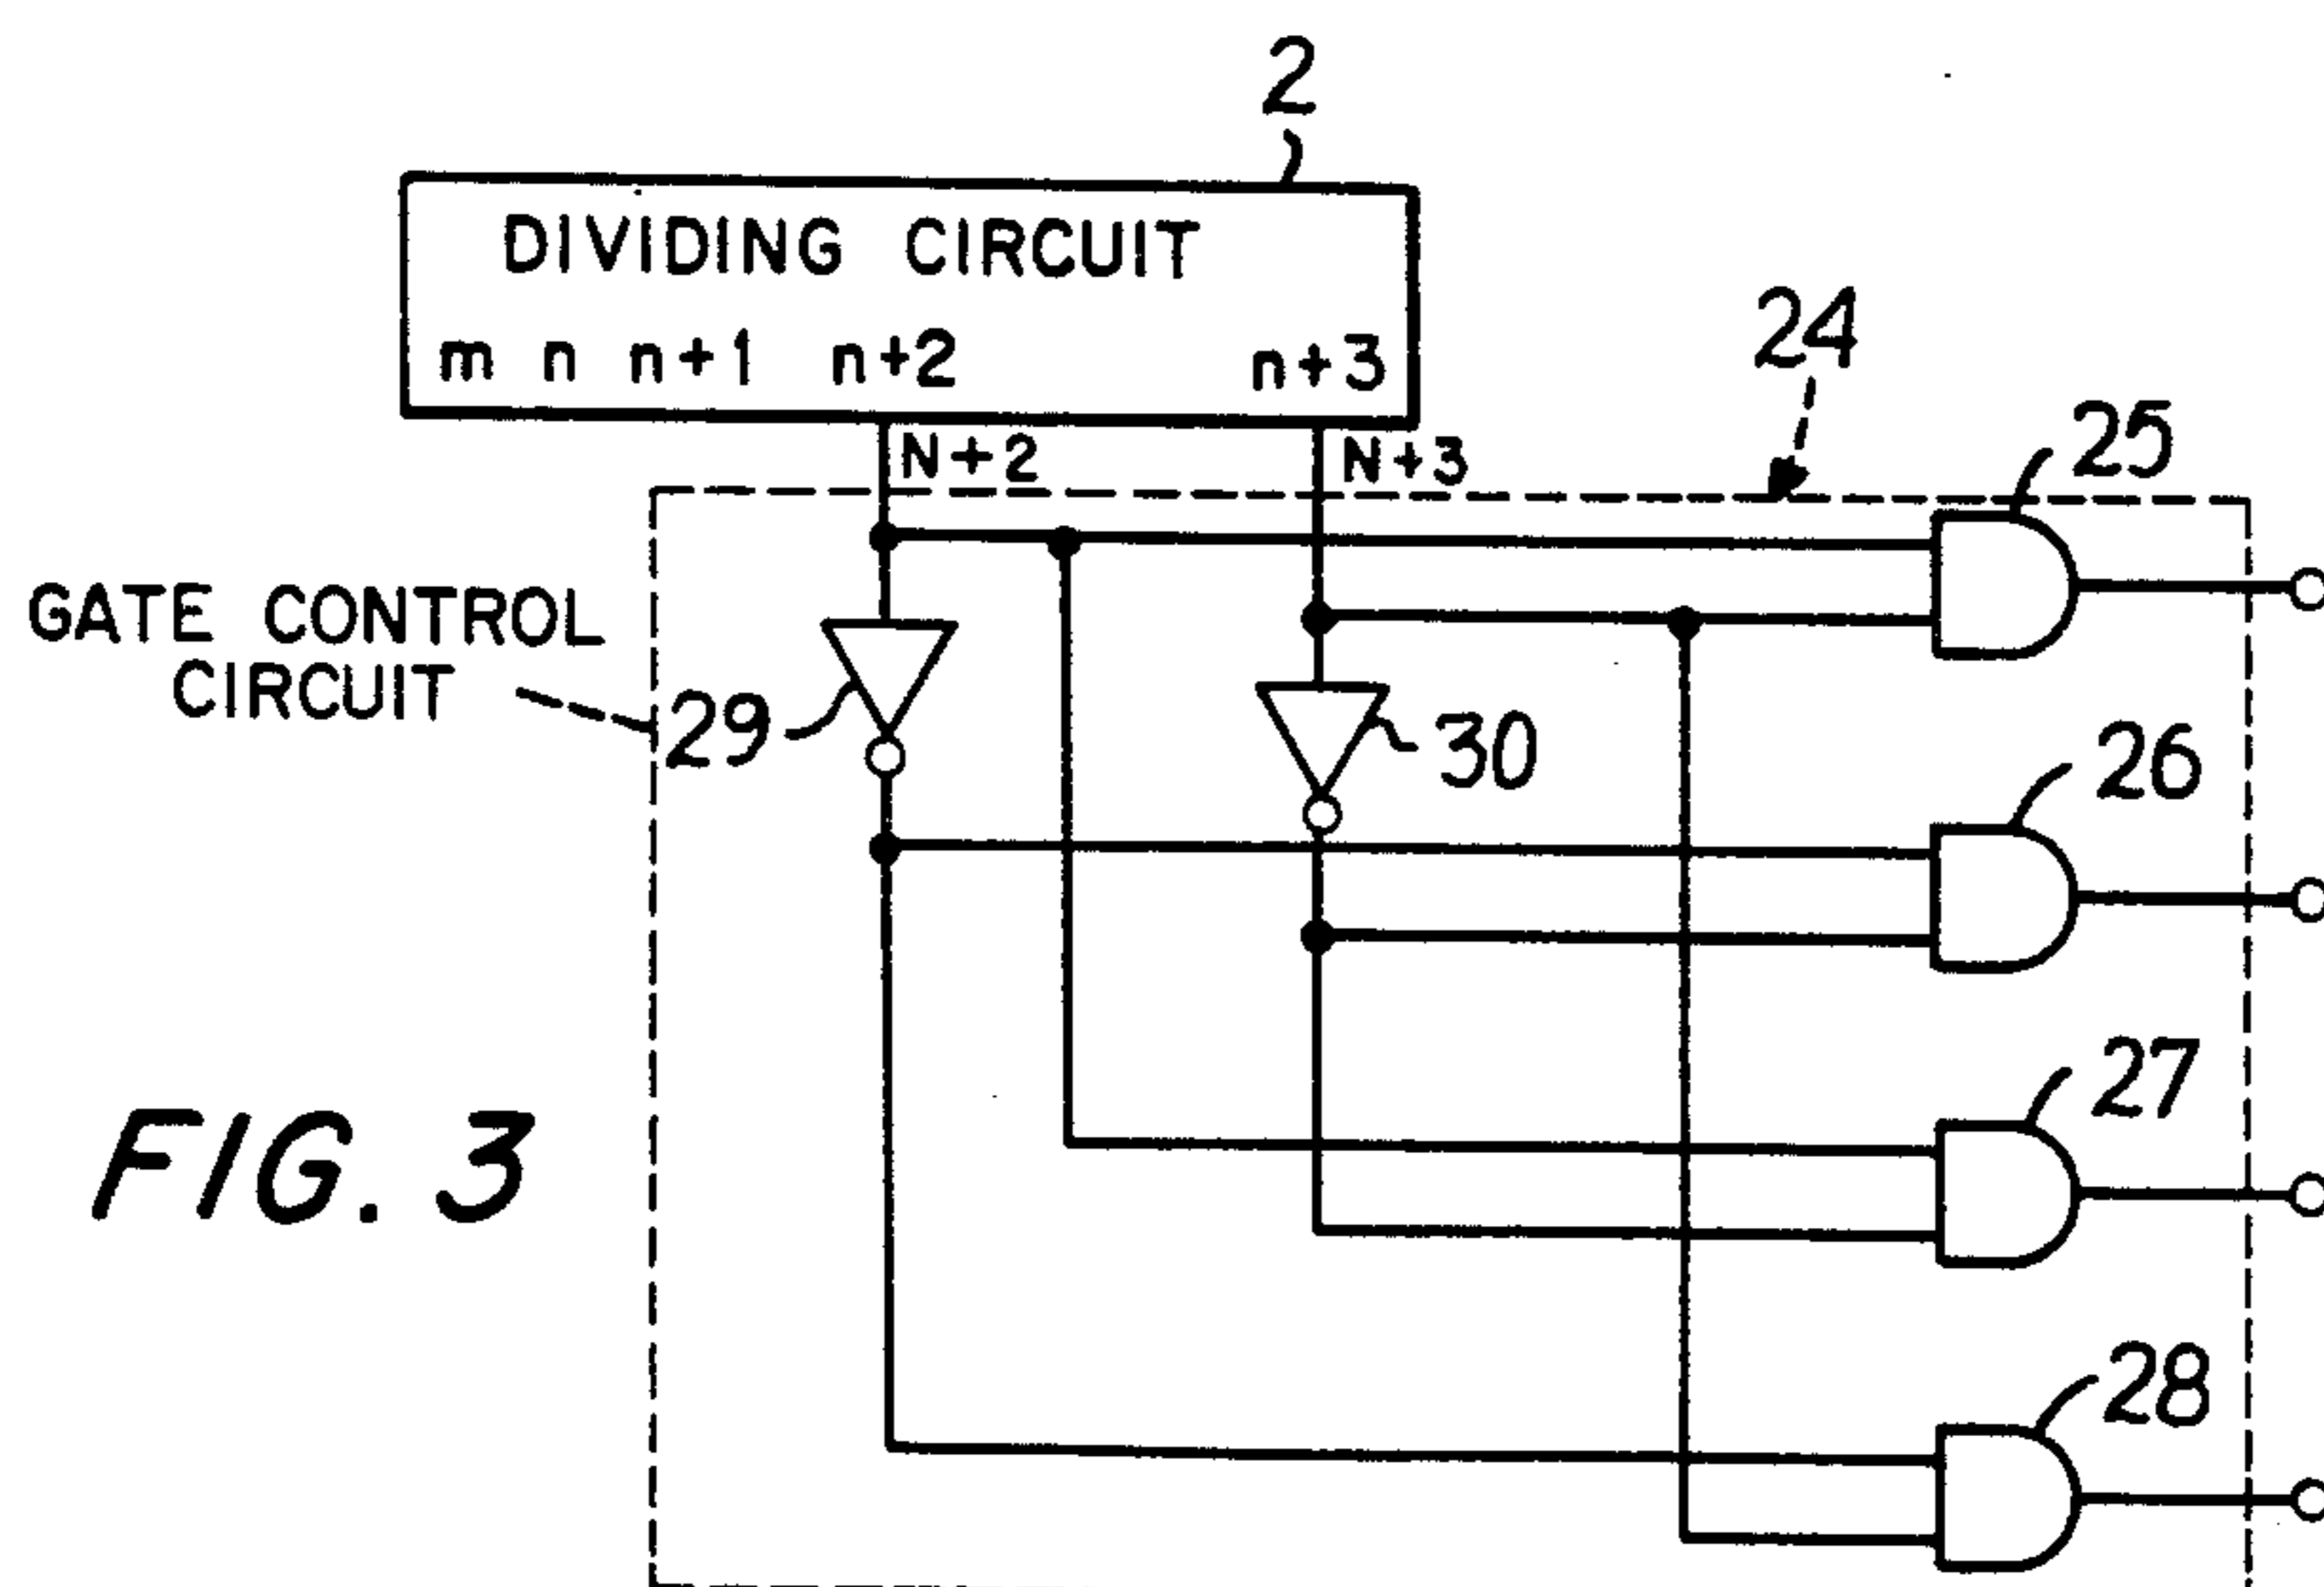 2
DIVIDING CIRCUIT
m n n+1 n+2 n+3
N+2 N+3
24
25
GATE CONTROL
CIRCUIT
29
30
26
27
FIG. 3
28